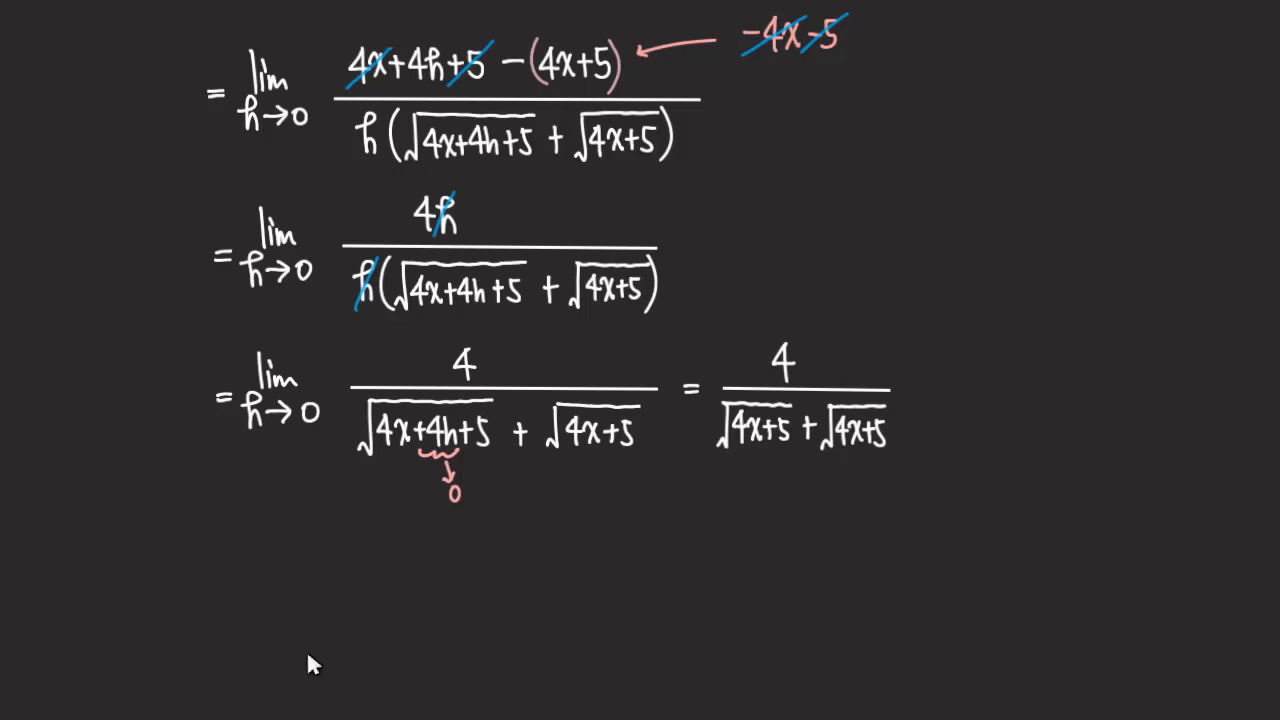 = lim h→0 (4x+4h+5 −(4x+5)) / (h(√(4x+4h+5) + √(4x+5))) ← −4x−5
= lim h→0 4h / (h(√(4x+4h+5) + √(4x+5)))
= lim h→0 4 / (√(4x+4h+5) + √(4x+5)) = 4 / (√(4x+5) + √(4x+5))
↓
0